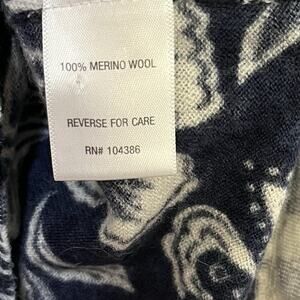 100% MERINO WOOL
REVERSE FOR CARE
RN# 104386